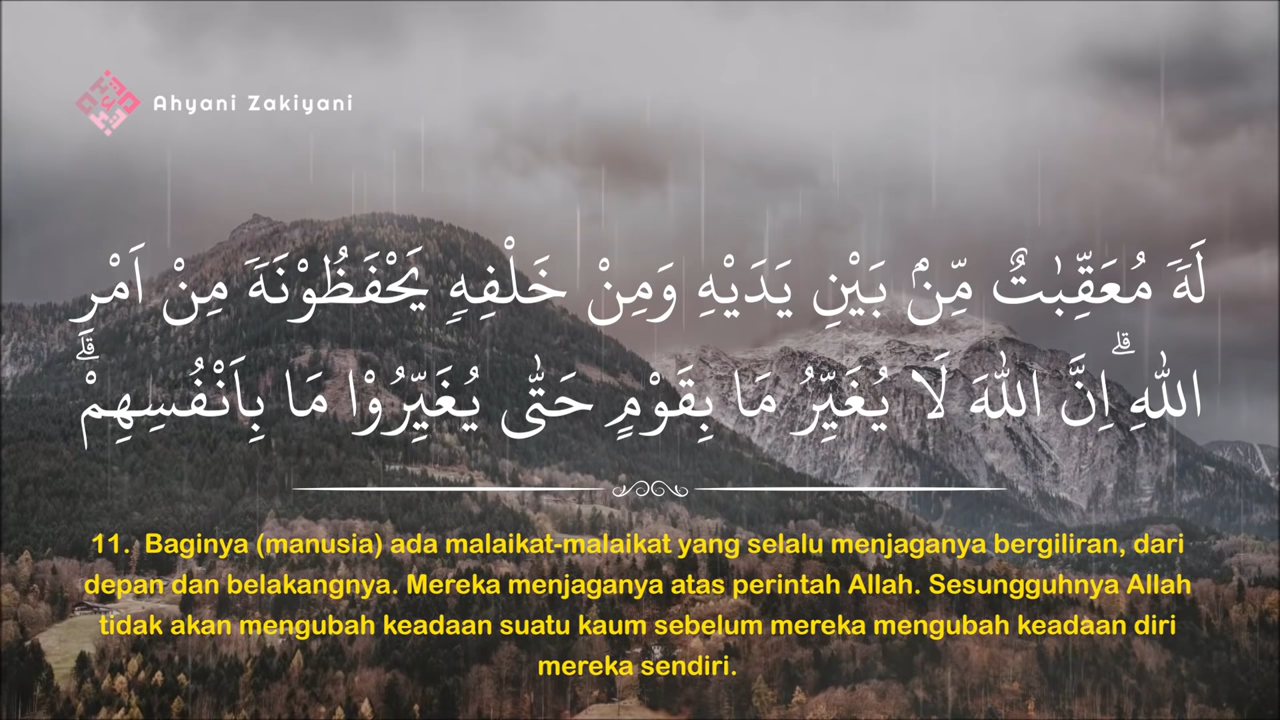 Ahyani Zakiyani
لَهٗ مُعَقِّبٰتٌ مِّنْۢ بَيْنِ يَدَيْهِ وَمِنْ خَلْفِهٖ يَحْفَظُوْنَهٗ مِنْ اَمْرِ
اللّٰهِ ۗاِنَّ اللّٰهَ لَا يُغَيِّرُ مَا بِقَوْمٍ حَتّٰى يُغَيِّرُوْا مَا بِاَنْفُسِهِمْۗ
11. Baginya (manusia) ada malaikat-malaikat yang selalu menjaganya bergiliran, dari
depan dan belakangnya. Mereka menjaganya atas perintah Allah. Sesungguhnya Allah
tidak akan mengubah keadaan suatu kaum sebelum mereka mengubah keadaan diri
mereka sendiri.